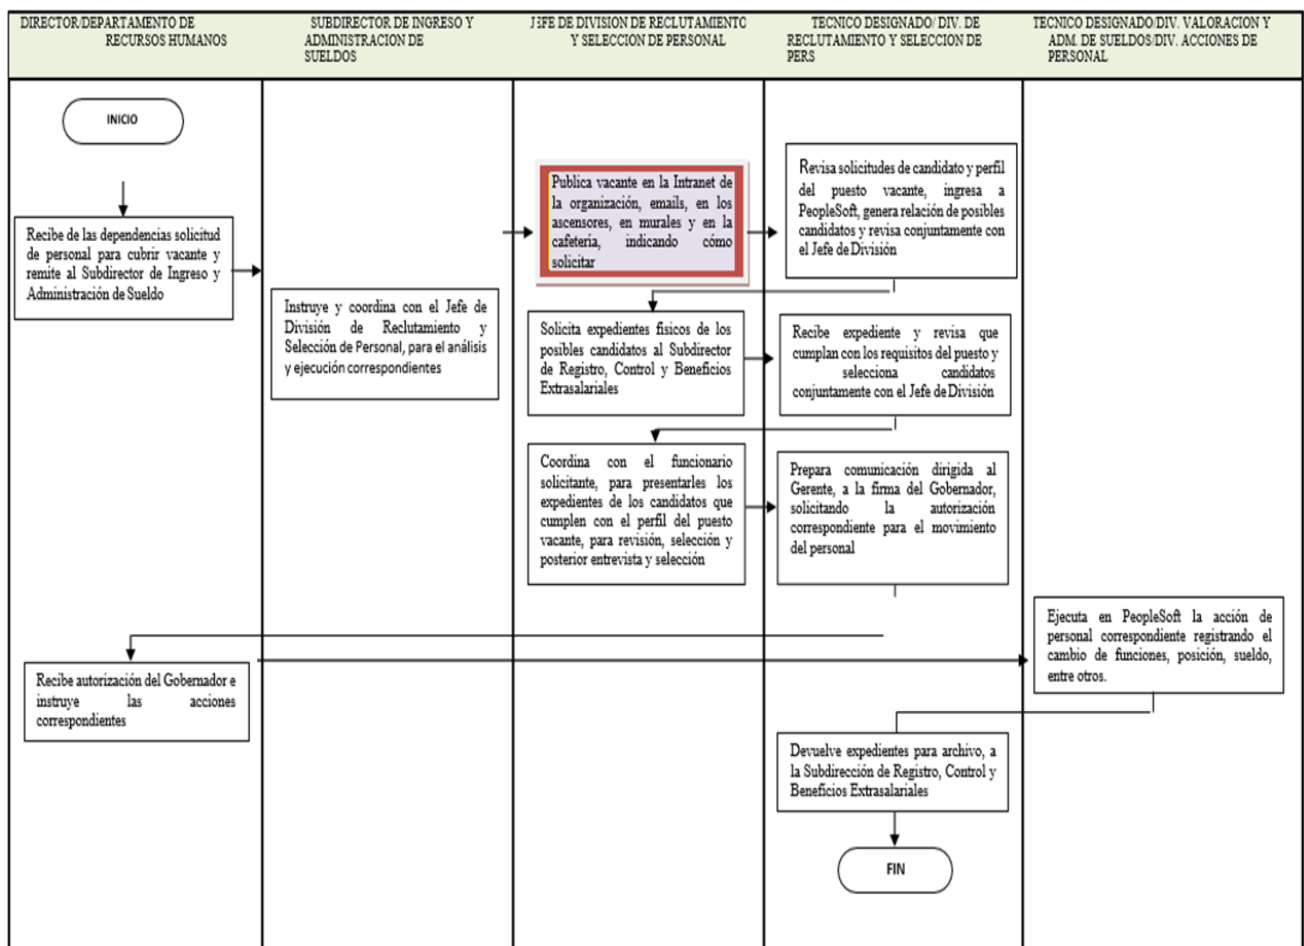 DIRECTOR/DEPARTAMENTO DE
RECURSOS HUMANOS
SUBDIRECTOR DE INGRESO Y
ADMINISTRACION DE
SUELDOS
JEFE DE DIVISION DE RECLUTAMIENTO
Y SELECCION DE PERSONAL
TECNICO DESIGNADO/ DIV. DE
RECLUTAMIENTO Y SELECCION DE
PERS
TECNICO DESIGNADO/DIV. VALORACION Y
ADM. DE SUELDOS/DIV. ACCIONES DE
PERSONAL
INICIO
Recibe de las dependencias solicitud
de personal para cubrir vacante y
remite al Subdirector de Ingreso y
Administración de Sueldo
Instruye y coordina con el Jefe de
División de Reclutamiento y
Selección de Personal, para el análisis
y ejecución correspondientes
Publica vacante en la Intranet de
la organización, emails, en los
ascensores, en murales y en la
cafetería, indicando cómo
solicitar
Revisa solicitudes de candidato y perfil
del puesto vacante, ingresa a
PeopleSoft, genera relación de posibles
candidatos y revisa conjuntamente con
el Jefe de División
Solicita expedientes físicos de los
posibles candidatos al Subdirector
de Registro, Control y Beneficios
Extrasalariales
Recibe expediente y revisa que
cumplan con los requisitos del puesto y
selecciona candidatos
conjuntamente con el Jefe de División
Coordina con el funcionario
solicitante, para presentarles los
expedientes de los candidatos que
cumplen con el perfil del puesto
vacante, para revisión, selección y
posterior entrevista y selección
Prepara comunicación dirigida al
Gerente, a la firma del Gobernador,
solicitando la autorización
correspondiente para el movimiento
del personal
Recibe autorización del Gobernador e
instruye las acciones
correspondientes
Ejecuta en PeopleSoft la acción de
personal correspondiente registrando el
cambio de funciones, posición, sueldo,
entre otros.
Devuelve expedientes para archivo, a
la Subdirección de Registro, Control y
Beneficios Extrasalariales
FIN